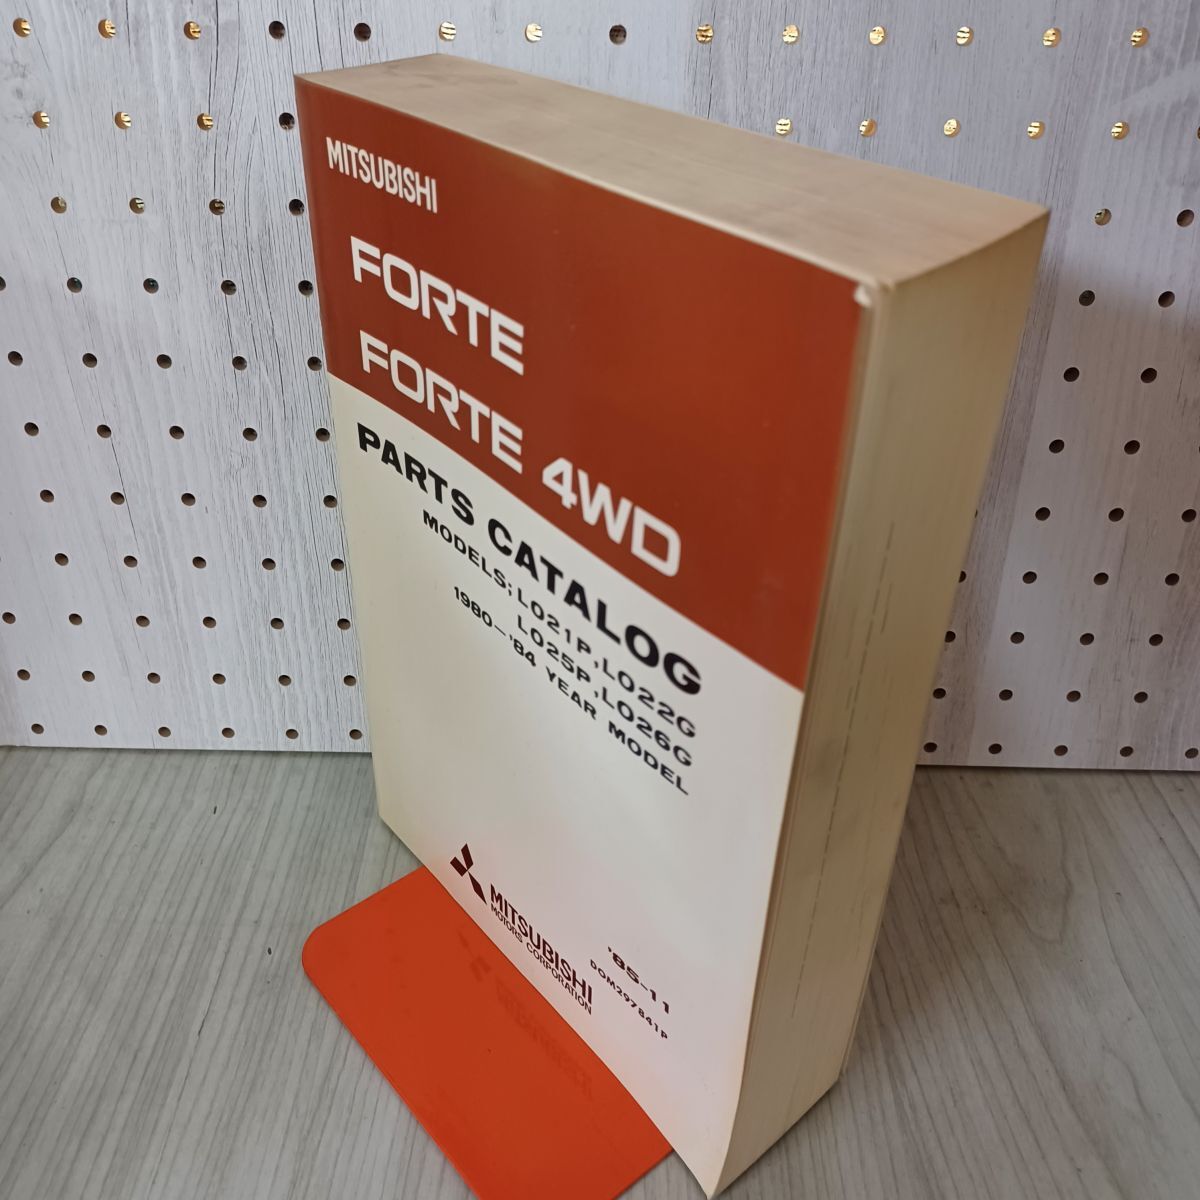 MITSUBISHI
FORTE
FORTE 4WD
PARTS CATALOG
MODELS; L021P, L022G
L025P, L026G
1980-'84 YEAR MODEL
MITSUBISHI
MOTORS CORPORATION
'85-11
DOM297841P